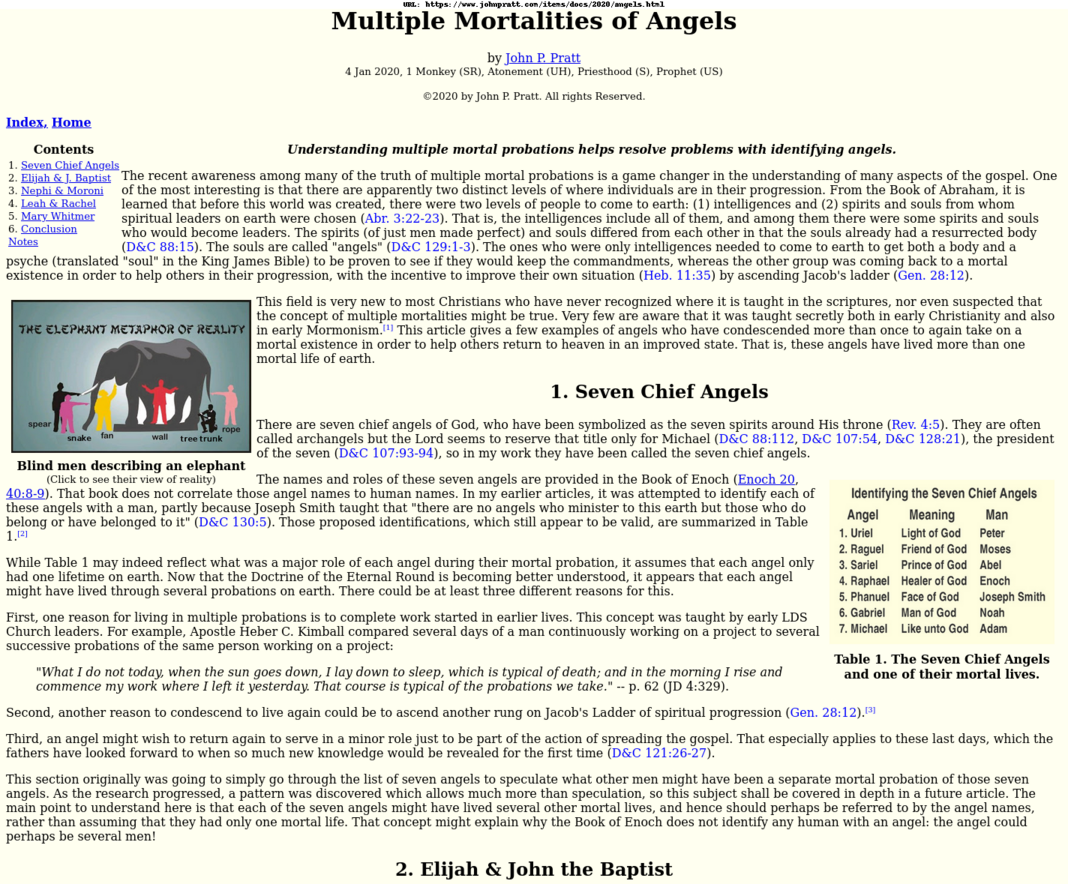 URL: https://www.johnpratt.com/items/docs/2020/angels.html
Multiple Mortalities of Angels
by John P. Pratt
4 Jan 2020, 1 Monkey (SR), Atonement (UH), Priesthood (S), Prophet (US)
©2020 by John P. Pratt. All rights Reserved.
Index, Home
Contents
1. Seven Chief Angels
2. Elijah & J. Baptist
3. Nephi & Moroni
4. Leah & Rachel
5. Mary Whitmer
6. Conclusion
Notes
Understanding multiple mortal probations helps resolve problems with identifying angels.
The recent awareness among many of the truth of multiple mortal probations is a game changer in the understanding of many aspects of the gospel. One
of the most interesting is that there are apparently two distinct levels of where individuals are in their progression. From the Book of Abraham, it is
learned that before this world was created, there were two levels of people to come to earth: (1) intelligences and (2) spirits and souls from whom
spiritual leaders on earth were chosen (Abr. 3:22-23). That is, the intelligences include all of them, and among them there were some spirits and souls
who would become leaders. The spirits (of just men made perfect) and souls differed from each other in that the souls already had a resurrected body
(D&C 88:15). The souls are called "angels" (D&C 129:1-3). The ones who were only intelligences needed to come to earth to get both a body and a
psyche (translated "soul" in the King James Bible) to be proven to see if they would keep the commandments, whereas the other group was coming back to a mortal
existence in order to help others in their progression, with the incentive to improve their own situation (Heb. 11:35) by ascending Jacob's ladder (Gen. 28:12).
THE ELEPHANT METAPHOR OF REALITY
spear
snake
fan
wall
tree trunk
rope
Blind men describing an elephant
(Click to see their view of reality)
This field is very new to most Christians who have never recognized where it is taught in the scriptures, nor even suspected that
the concept of multiple mortalities might be true. Very few are aware that it was taught secretly both in early Christianity and also
in early Mormonism.[1] This article gives a few examples of angels who have condescended more than once to again take on a
mortal existence in order to help others return to heaven in an improved state. That is, these angels have lived more than one
mortal life of earth.
1. Seven Chief Angels
There are seven chief angels of God, who have been symbolized as the seven spirits around His throne (Rev. 4:5). They are often
called archangels but the Lord seems to reserve that title only for Michael (D&C 88:112, D&C 107:54, D&C 128:21), the president
of the seven (D&C 107:93-94), so in my work they have been called the seven chief angels.
The names and roles of these seven angels are provided in the Book of Enoch (Enoch 20,
40:8-9). That book does not correlate those angel names to human names. In my earlier articles, it was attempted to identify each of
these angels with a man, partly because Joseph Smith taught that "there are no angels who minister to this earth but those who do
belong or have belonged to it" (D&C 130:5). Those proposed identifications, which still appear to be valid, are summarized in Table
1.[2]
Identifying the Seven Chief Angels
Angel Meaning Man
1. Uriel Light of God Peter
2. Raguel Friend of God Moses
3. Sariel Prince of God Abel
4. Raphael Healer of God Enoch
5. Phanuel Face of God Joseph Smith
6. Gabriel Man of God Noah
7. Michael Like unto God Adam
Table 1. The Seven Chief Angels
and one of their mortal lives.
While Table 1 may indeed reflect what was a major role of each angel during their mortal probation, it assumes that each angel only
had one lifetime on earth. Now that the Doctrine of the Eternal Round is becoming better understood, it appears that each angel
might have lived through several probations on earth. There could be at least three different reasons for this.
First, one reason for living in multiple probations is to complete work started in earlier lives. This concept was taught by early LDS
Church leaders. For example, Apostle Heber C. Kimball compared several days of a man continuously working on a project to several
successive probations of the same person working on a project:
"What I do not today, when the sun goes down, I lay down to sleep, which is typical of death; and in the morning I rise and
commence my work where I left it yesterday. That course is typical of the probations we take." -- p. 62 (JD 4:329).
Second, another reason to condescend to live again could be to ascend another rung on Jacob's Ladder of spiritual progression (Gen. 28:12).[3]
Third, an angel might wish to return again to serve in a minor role just to be part of the action of spreading the gospel. That especially applies to these last days, which the
fathers have looked forward to when so much new knowledge would be revealed for the first time (D&C 121:26-27).
This section originally was going to simply go through the list of seven angels to speculate what other men might have been a separate mortal probation of those seven
angels. As the research progressed, a pattern was discovered which allows much more than speculation, so this subject shall be covered in depth in a future article. The
main point to understand here is that each of the seven angels might have lived several other mortal lives, and hence should perhaps be referred to by the angel names,
rather than assuming that they had only one mortal life. That concept might explain why the Book of Enoch does not identify any human with an angel: the angel could
perhaps be several men!
2. Elijah & John the Baptist